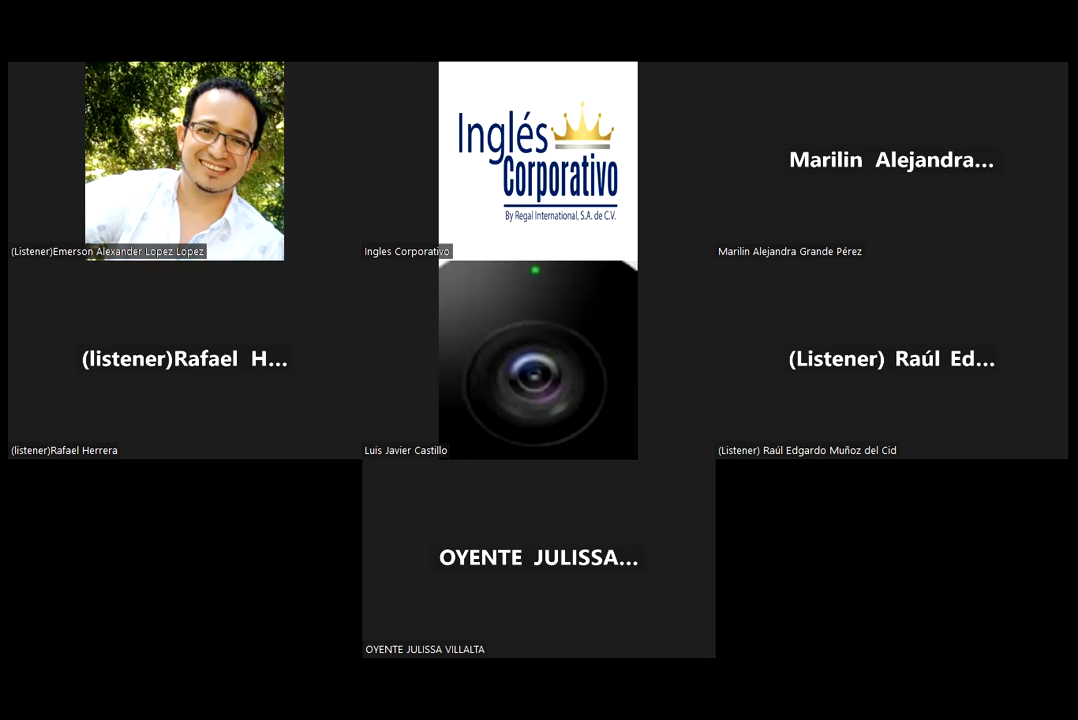 Inglés
Corporativo
By Regal International, S.A. de C.V.
Marilin Alejandra...
(Listener)Emerson Alexander Lopez Lopez
Ingles Corporativo
Marilin Alejandra Grande Pérez
(listener)Rafael H...
(Listener) Raúl Ed...
(listener)Rafael Herrera
Luis Javier Castillo
(Listener) Raúl Edgardo Muñoz del Cid
OYENTE JULISSA...
OYENTE JULISSA VILLALTA